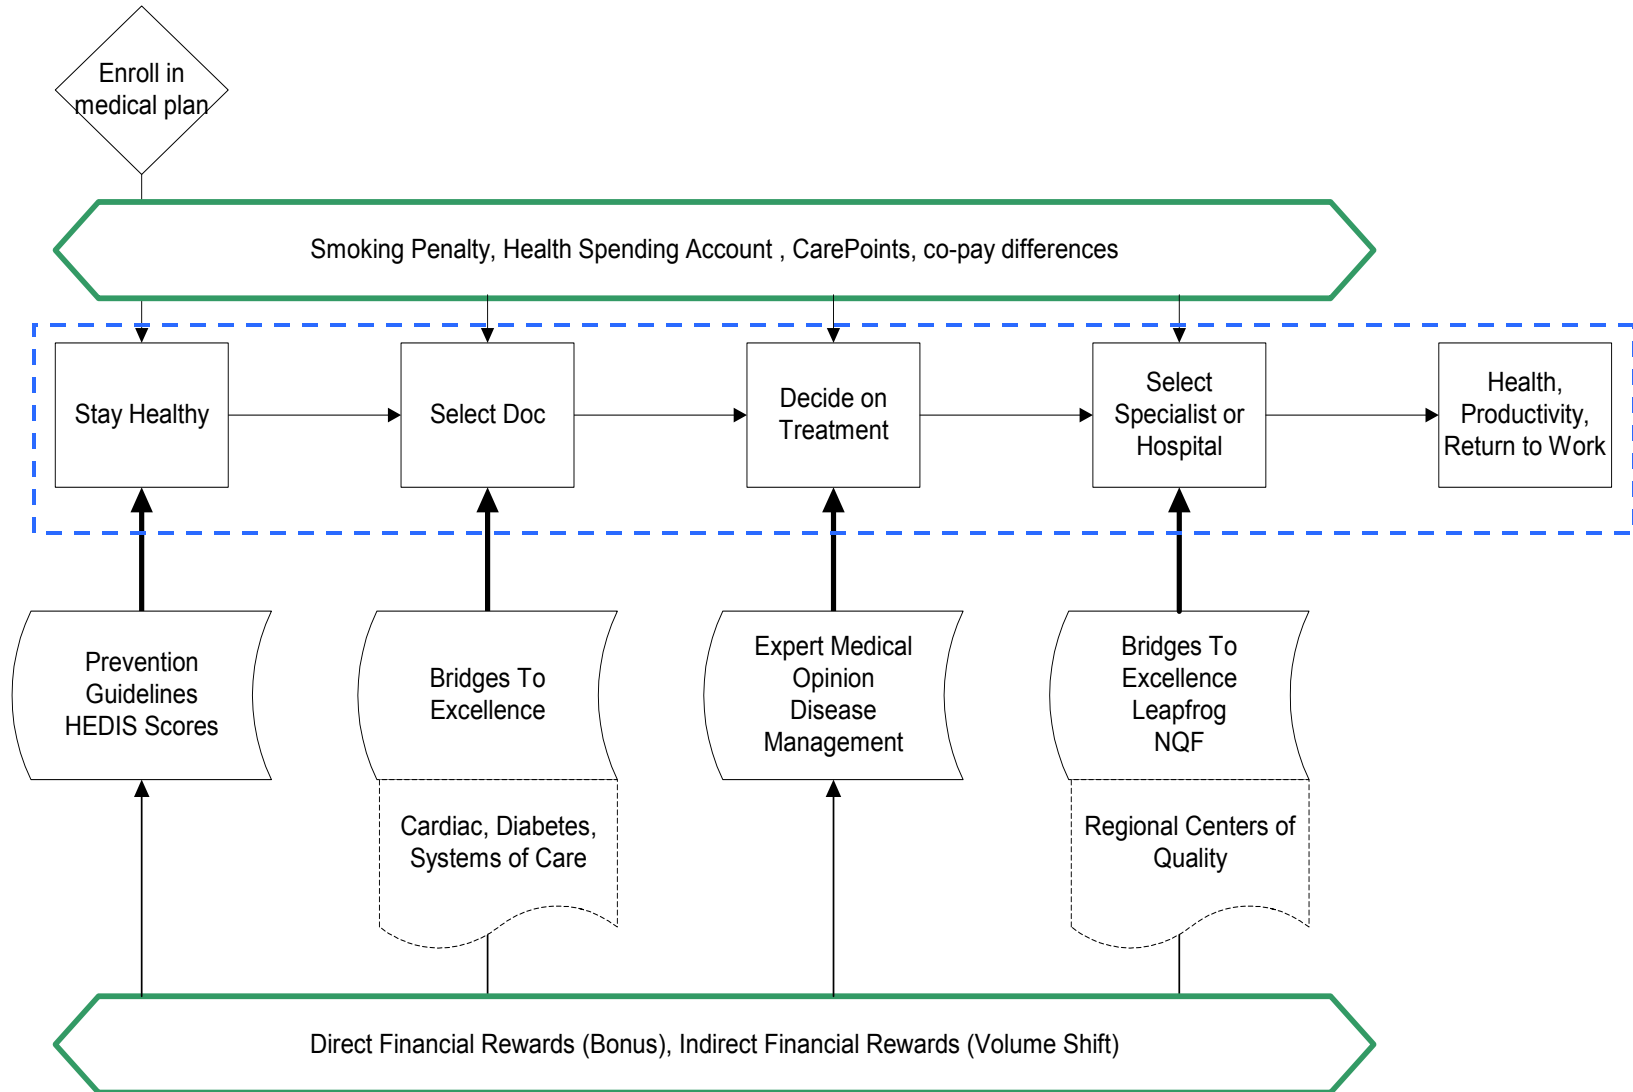 Enroll in
medical plan
Smoking Penalty, Health Spending Account , CarePoints, co-pay differences
Stay Healthy
Select Doc
Decide on
Treatment
Select
Specialist or
Hospital
Health,
Productivity,
Return to Work
Prevention
Guidelines
HEDIS Scores
Bridges To
Excellence
Expert Medical
Opinion
Disease
Management
Bridges To
Excellence
Leapfrog
NQF
Cardiac, Diabetes,
Systems of Care
Regional Centers of
Quality
Direct Financial Rewards (Bonus), Indirect Financial Rewards (Volume Shift)